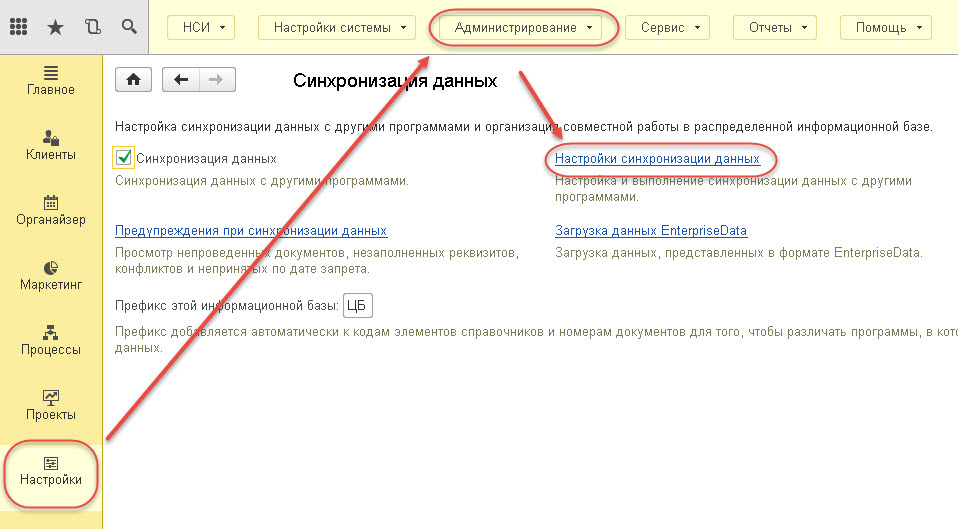 НСИ
Настройки системы
Администрирование
Сервис
Отчеты
Помощь
Главное
Клиенты
Органайзер
Маркетинг
Процессы
Проекты
Настройки
Синхронизация данных
Настройка синхронизации данных с другими программами и организация совместной работы в распределенной информационной базе.
Синхронизация данных
Синхронизация данных с другими программами.
Настройки синхронизации данных
Настройка и выполнение синхронизации данных с другими
программами.
Предупреждения при синхронизации данных
Просмотр непроведенных документов, незаполненных реквизитов,
конфликтов и непринятых по дате запрета.
Загрузка данных EnterpriseData
Загрузка данных, представленных в формате EnterpriseData.
Префикс этой информационной базы: ЦБ
Префикс добавляется автоматически к кодам элементов справочников и номерам документов для того, чтобы различать программы, в кото
данных.